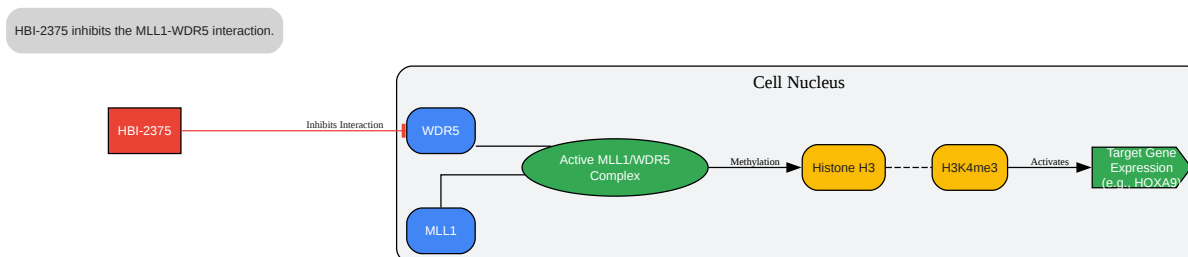 HBI-2375 inhibits the MLL1-WDR5 interaction.
Cell Nucleus
HBI-2375
Inhibits Interaction
WDR5
Active MLL1/WDR5
Complex
Methylation
Histone H3
H3K4me3
Activates
Target Gene
Expression
(e.g., HOXA9)
MLL1